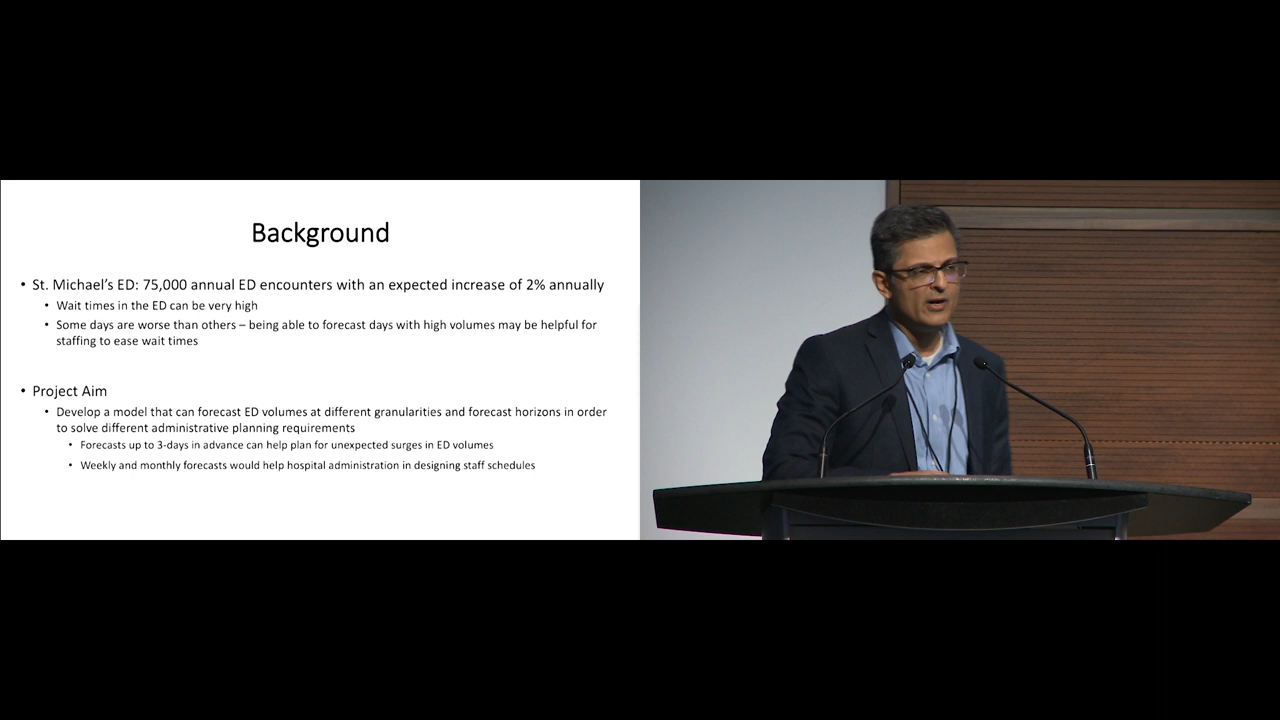 Background
• St. Michael’s ED: 75,000 annual ED encounters with an expected increase of 2% annually
• Wait times in the ED can be very high
• Some days are worse than others – being able to forecast days with high volumes may be helpful for
staffing to ease wait times
• Project Aim
• Develop a model that can forecast ED volumes at different granularities and forecast horizons in order
to solve different administrative planning requirements
• Forecasts up to 3-days in advance can help plan for unexpected surges in ED volumes
• Weekly and monthly forecasts would help hospital administration in designing staff schedules